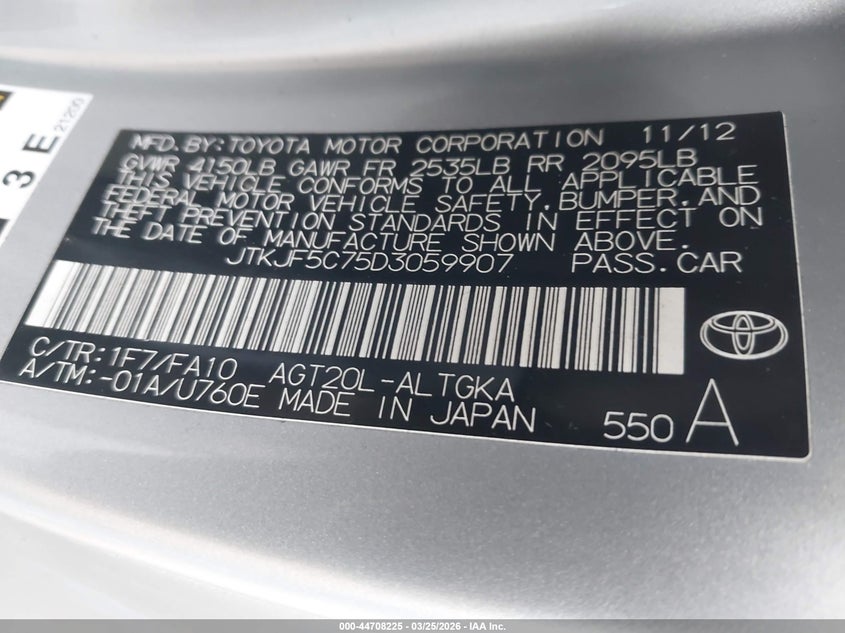 3 E
21200
MFD. BY: TOYOTA MOTOR CORPORATION 11/12
GVWR 4150LB GAWR FR 2535LB RR 2095LB
THIS VEHICLE CONFORMS TO ALL APPLICABLE
FEDERAL MOTOR VEHICLE SAFETY, BUMPER, AND
THEFT PREVENTION STANDARDS IN EFFECT ON
THE DATE OF MANUFACTURE SHOWN ABOVE.
JTKJF5C75D3059907 PASS. CAR
C/TR: 1F7/FA10 AGT20L-ALTGKA
A/TM: -01A/U760E MADE IN JAPAN
550 A
000-44708225 - 03/25/2026 - IAA Inc.